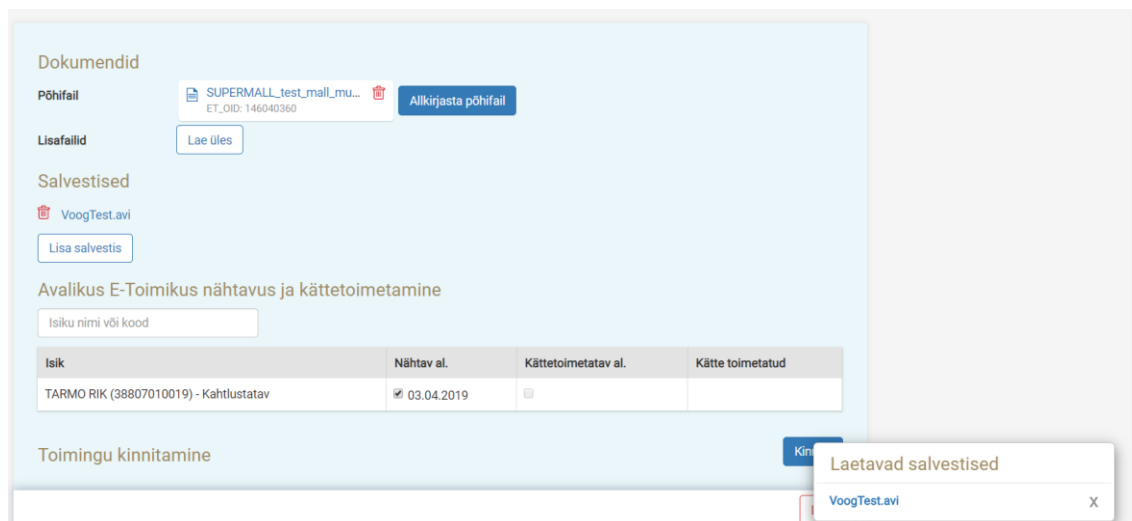 Dokumendid
Põhifail
SUPERMALL_test_mall_mu...
Allkirjasta põhifail
ET_OID: 146040360
Lisafailid
Lae üles
Salvestised
VoogTest.avi
Lisa salvestis
Avalikus E-Toimikus nähtavus ja kättetoimetamine
Isiku nimi või kood
Isik Nähtav al. Kättetoimetatav al. Kätte toimetatud
TARMO RIK (38807010019) - Kahtlustatav 03.04.2019
Toimingu kinnitamine
Laetavad salvestised
VoogTest.avi X